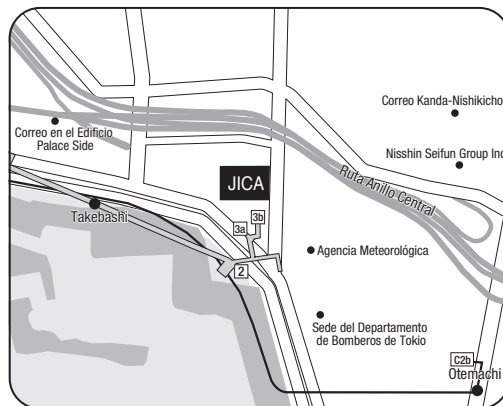 Correo Kanda-Nishikicho
Correo en el Edificio
Palace Side
Nisshin Seifun Group Inc
Ruta Anillo Central
JICA
Takebashi
3b
3a
Agencia Meteorológica
2
Sede del Departamento
de Bomberos de Tokio
C2b
Otemachi